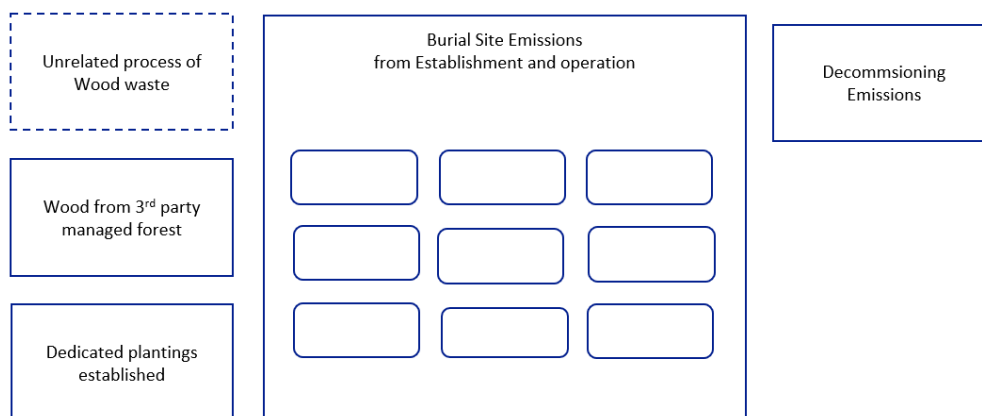 Unrelated process of
Wood waste
Wood from 3rd party
managed forest
Dedicated plantings
established
Burial Site Emissions
from Establishment and operation
Decommsioning
Emissions